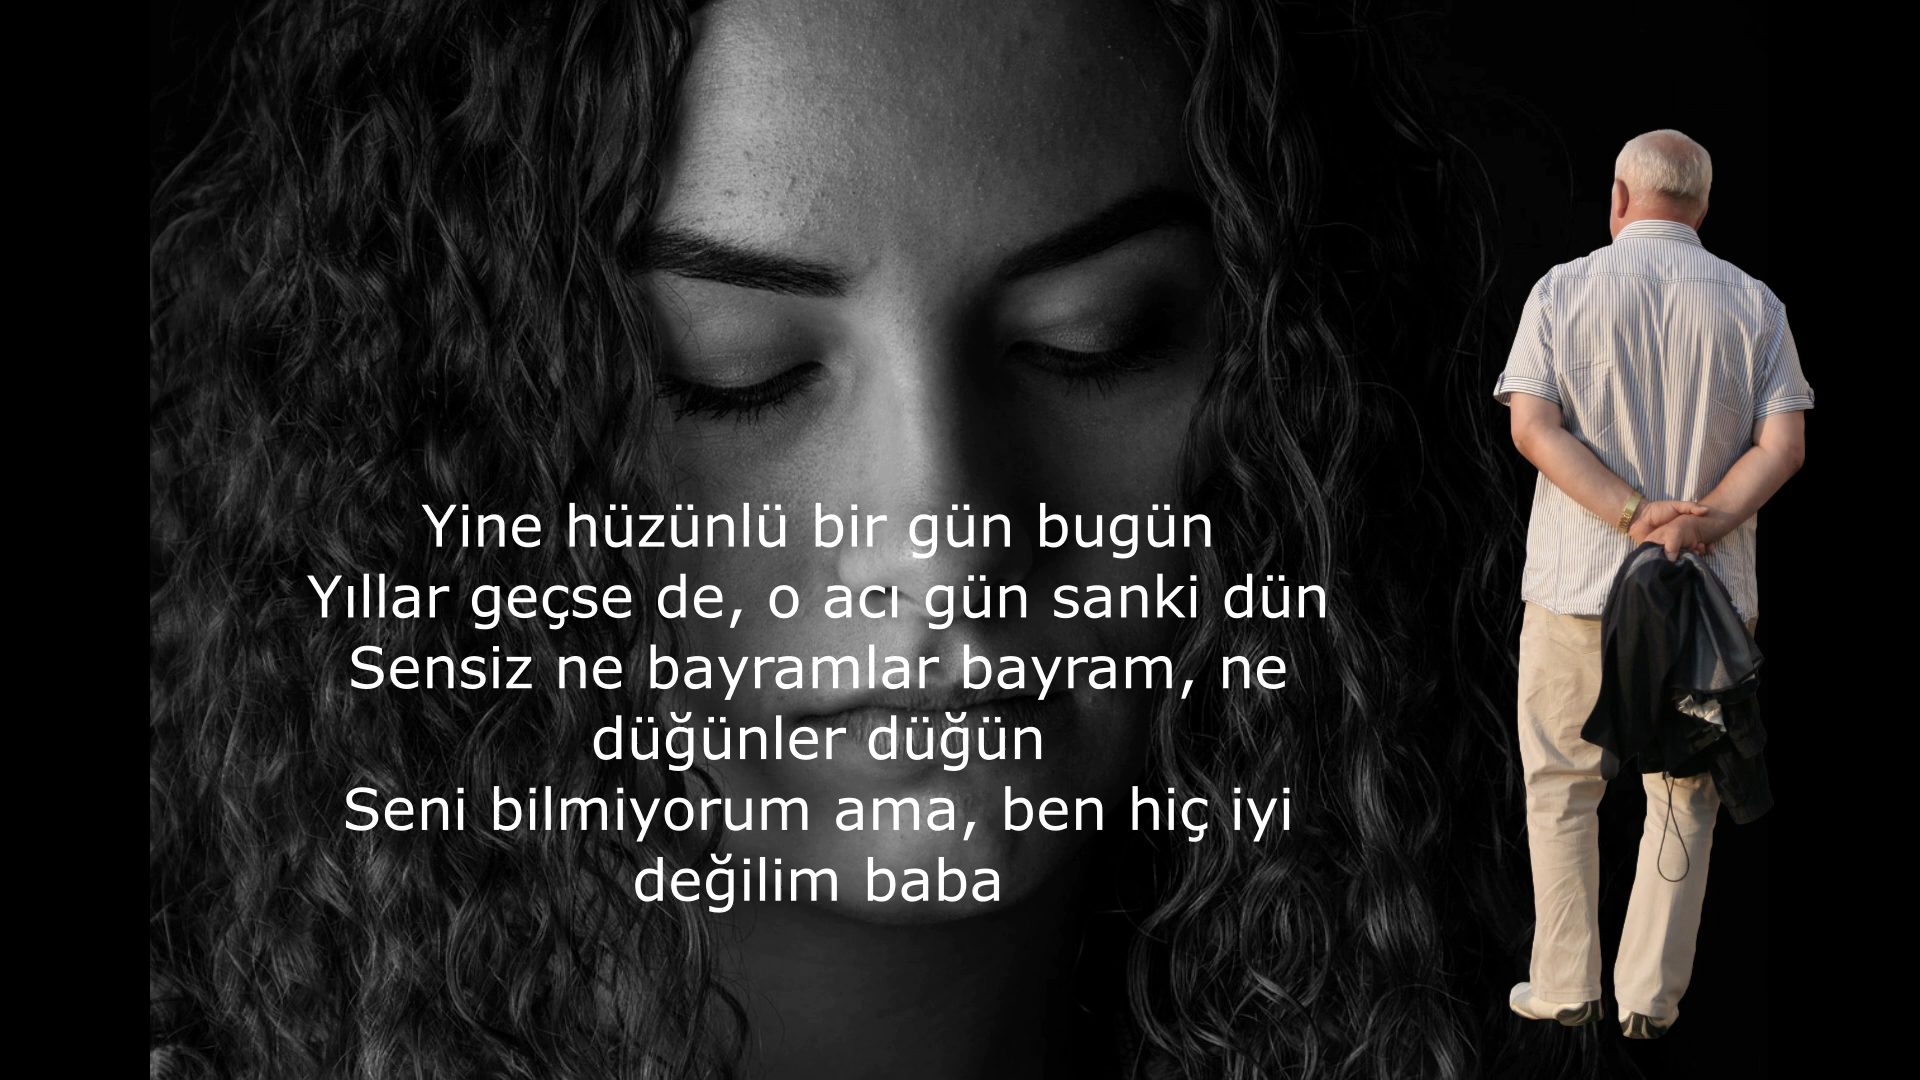 Yine hüzünlü bir gün bugün
Yıllar geçse de, o acı gün sanki dün
Sensiz ne bayramlar bayram, ne
düğünler düğün
Seni bilmiyorum ama, ben hiç iyi
değilim baba